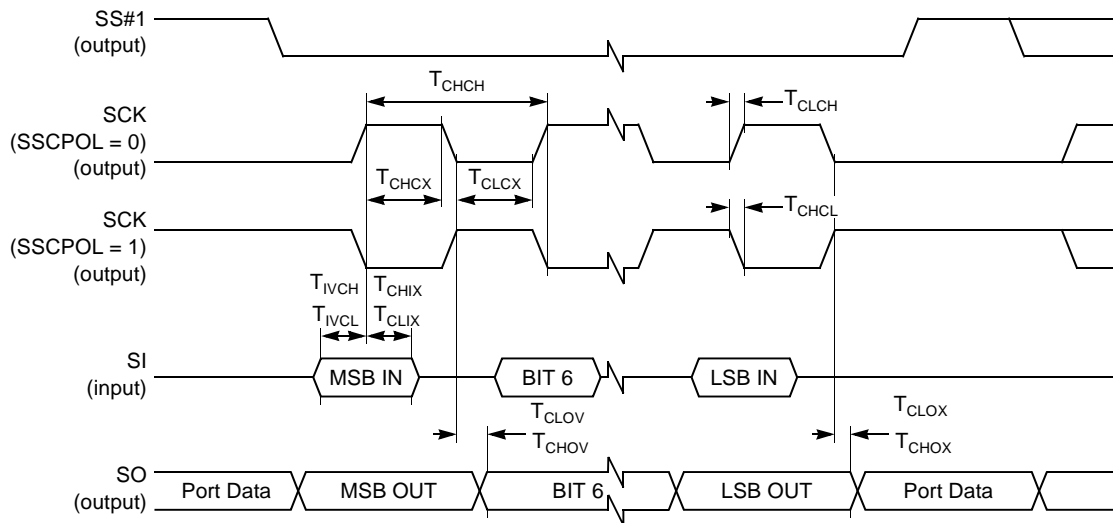 SS#1
(output)
T_CHCH
T_CLCH
SCK
(SSCPOL = 0)
(output)
T_CHCX T_CLCX
T_CHCL
SCK
(SSCPOL = 1)
(output)
T_IVCH T_CHIX
T_IVCL T_CLIX
SI
(input)
MSB IN BIT 6 LSB IN
T_CLOV T_CLOX
T_CHOV T_CHOX
SO
(output)
Port Data MSB OUT BIT 6 LSB OUT Port Data